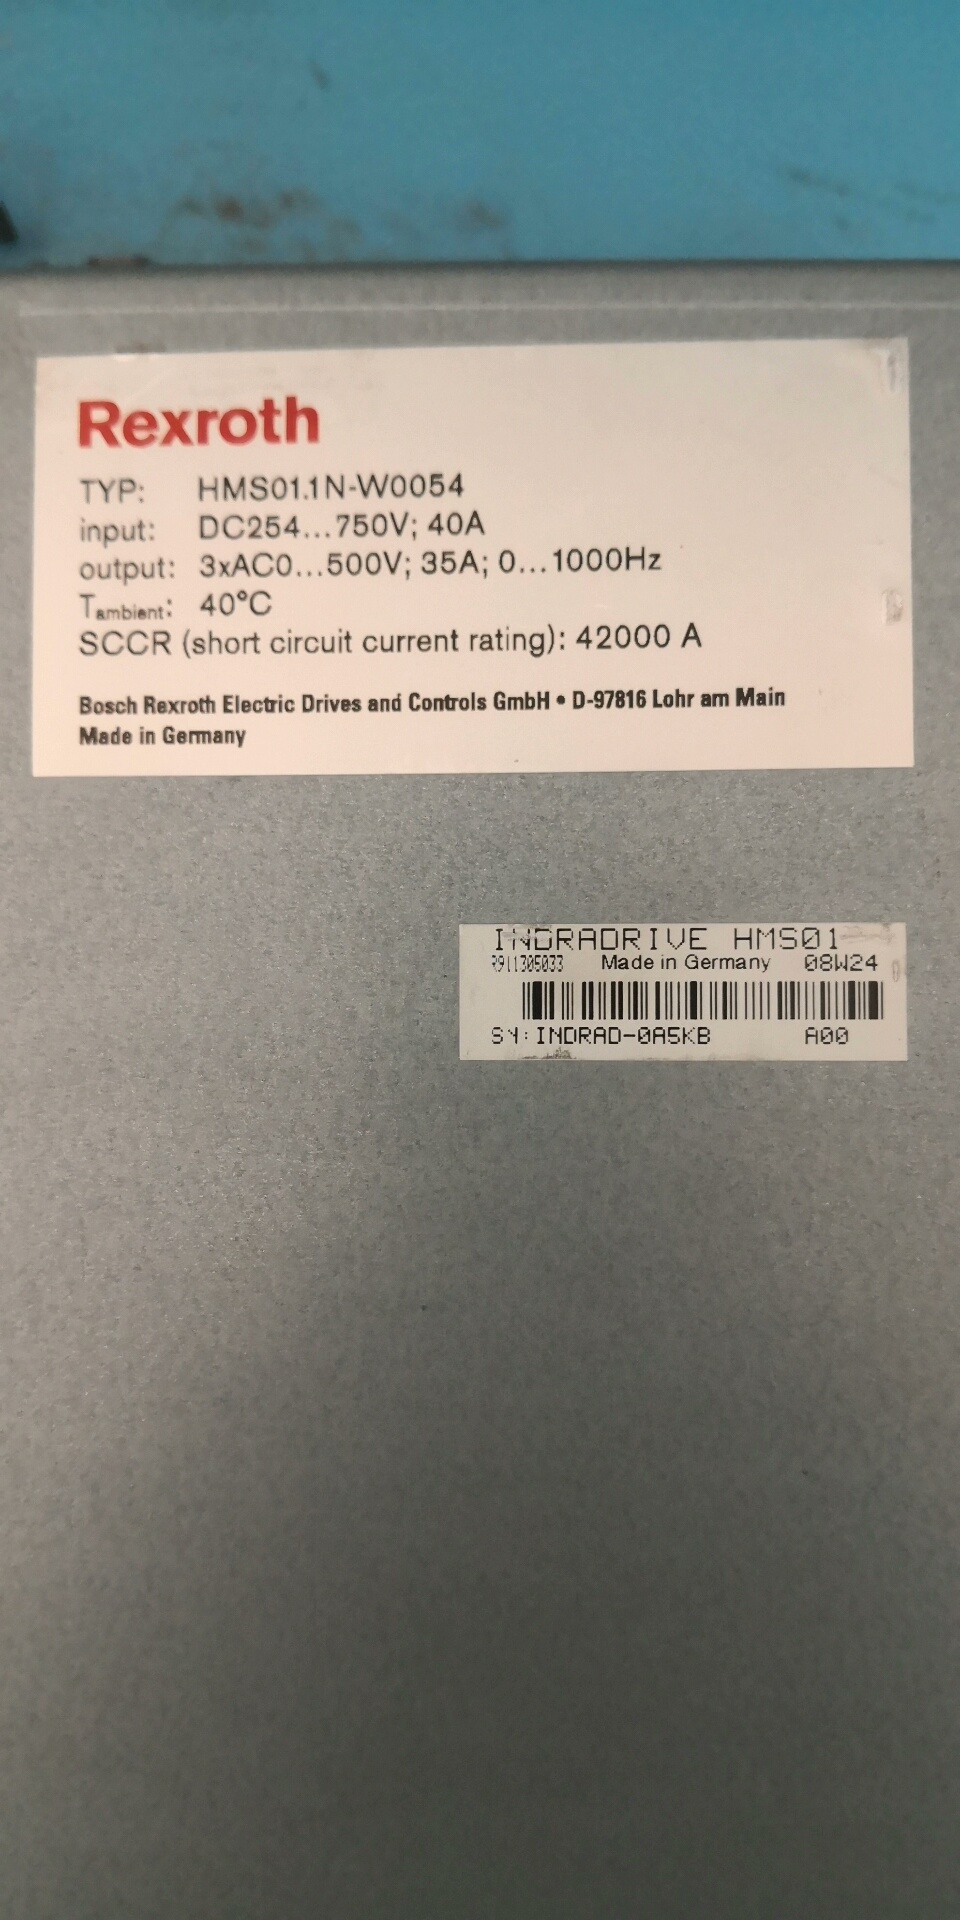 Rexroth
TYP: HMS01.1N-W0054
input: DC254...750V; 40A
output: 3xAC0...500V; 35A; 0...1000Hz
Tambient: 40°C
SCCR (short circuit current rating): 42000 A
Bosch Rexroth Electric Drives and Controls GmbH • D-97816 Lohr am Main
Made in Germany
INDRADRIVE HMS01
R911305033 Made in Germany 08W24
SN: INDRAD-0A5KB A00